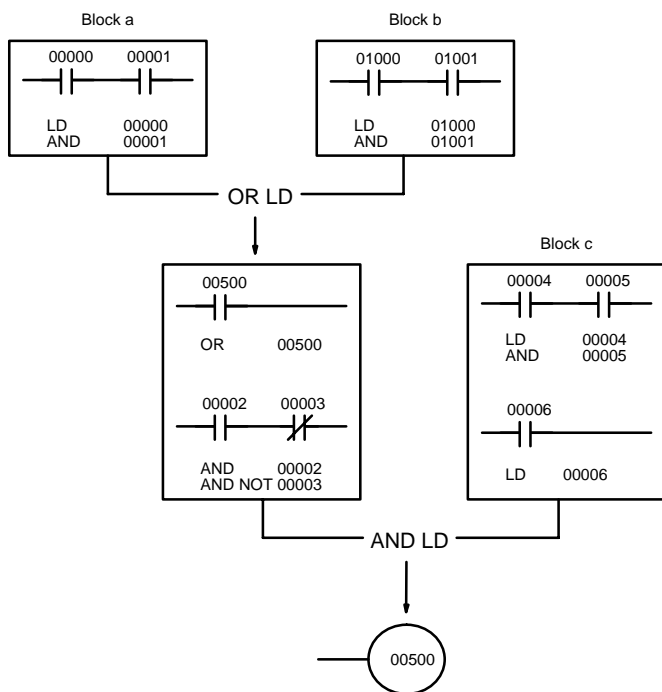 Block a
00000 00001
LD 00000
AND 00001
Block b
01000 01001
LD 01000
AND 01001
OR LD
00500
OR 00500
00002 00003
AND 00002
AND NOT 00003
Block c
00004 00005
LD 00004
AND 00005
00006
LD 00006
AND LD
00500